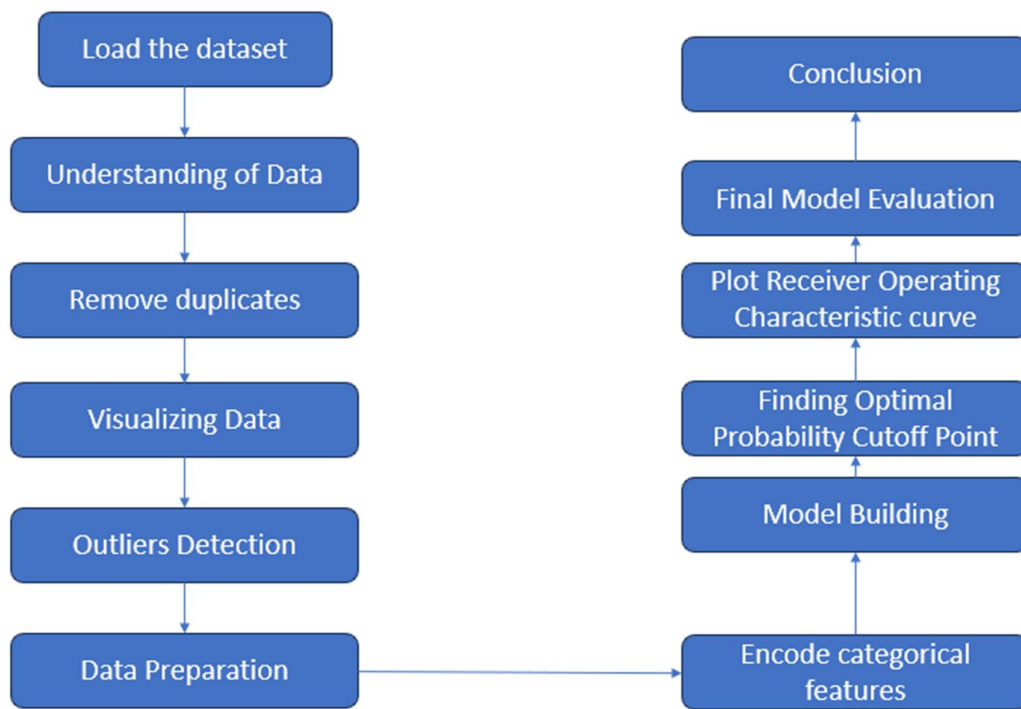 Load the dataset
Understanding of Data
Remove duplicates
Visualizing Data
Outliers Detection
Data Preparation
Encode categorical
features
Model Building
Finding Optimal
Probability Cutoff Point
Plot Receiver Operating
Characteristic curve
Final Model Evaluation
Conclusion